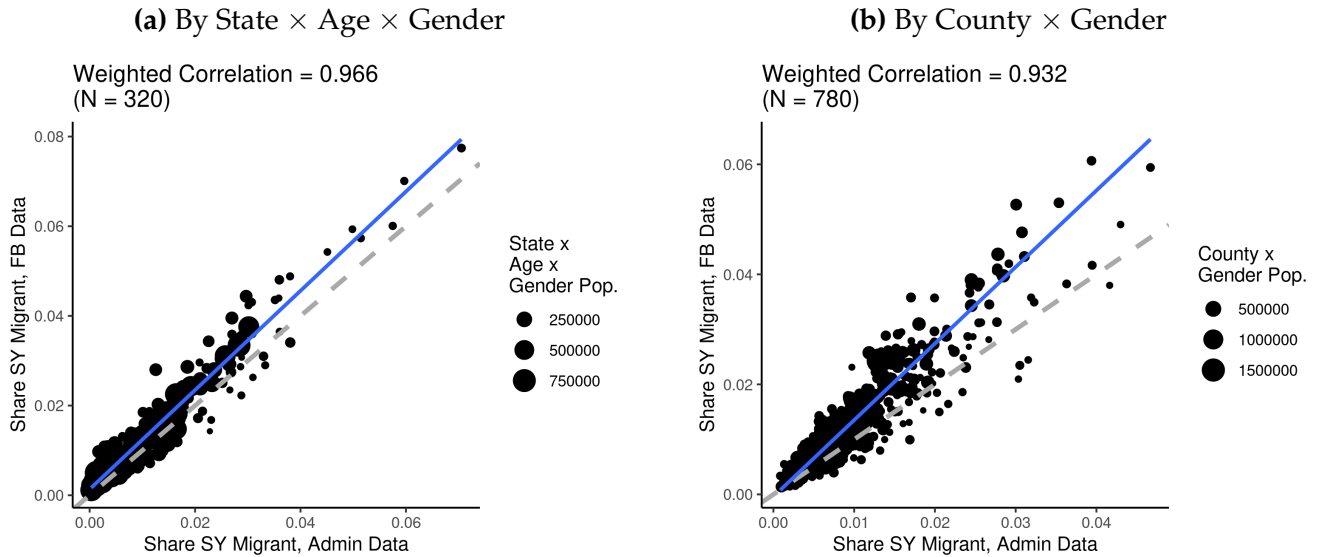 (a) By State × Age × Gender
Weighted Correlation = 0.966
(N = 320)
Share SY Migrant, FB Data
0.08
0.06
0.04
0.02
0.00
0.00 0.02 0.04 0.06
Share SY Migrant, Admin Data
State x
Age x
Gender Pop.
250000
500000
750000
(b) By County × Gender
Weighted Correlation = 0.932
(N = 780)
Share SY Migrant, FB Data
0.06
0.04
0.02
0.00
0.00 0.01 0.02 0.03 0.04
Share SY Migrant, Admin Data
County x
Gender Pop.
500000
1000000
1500000